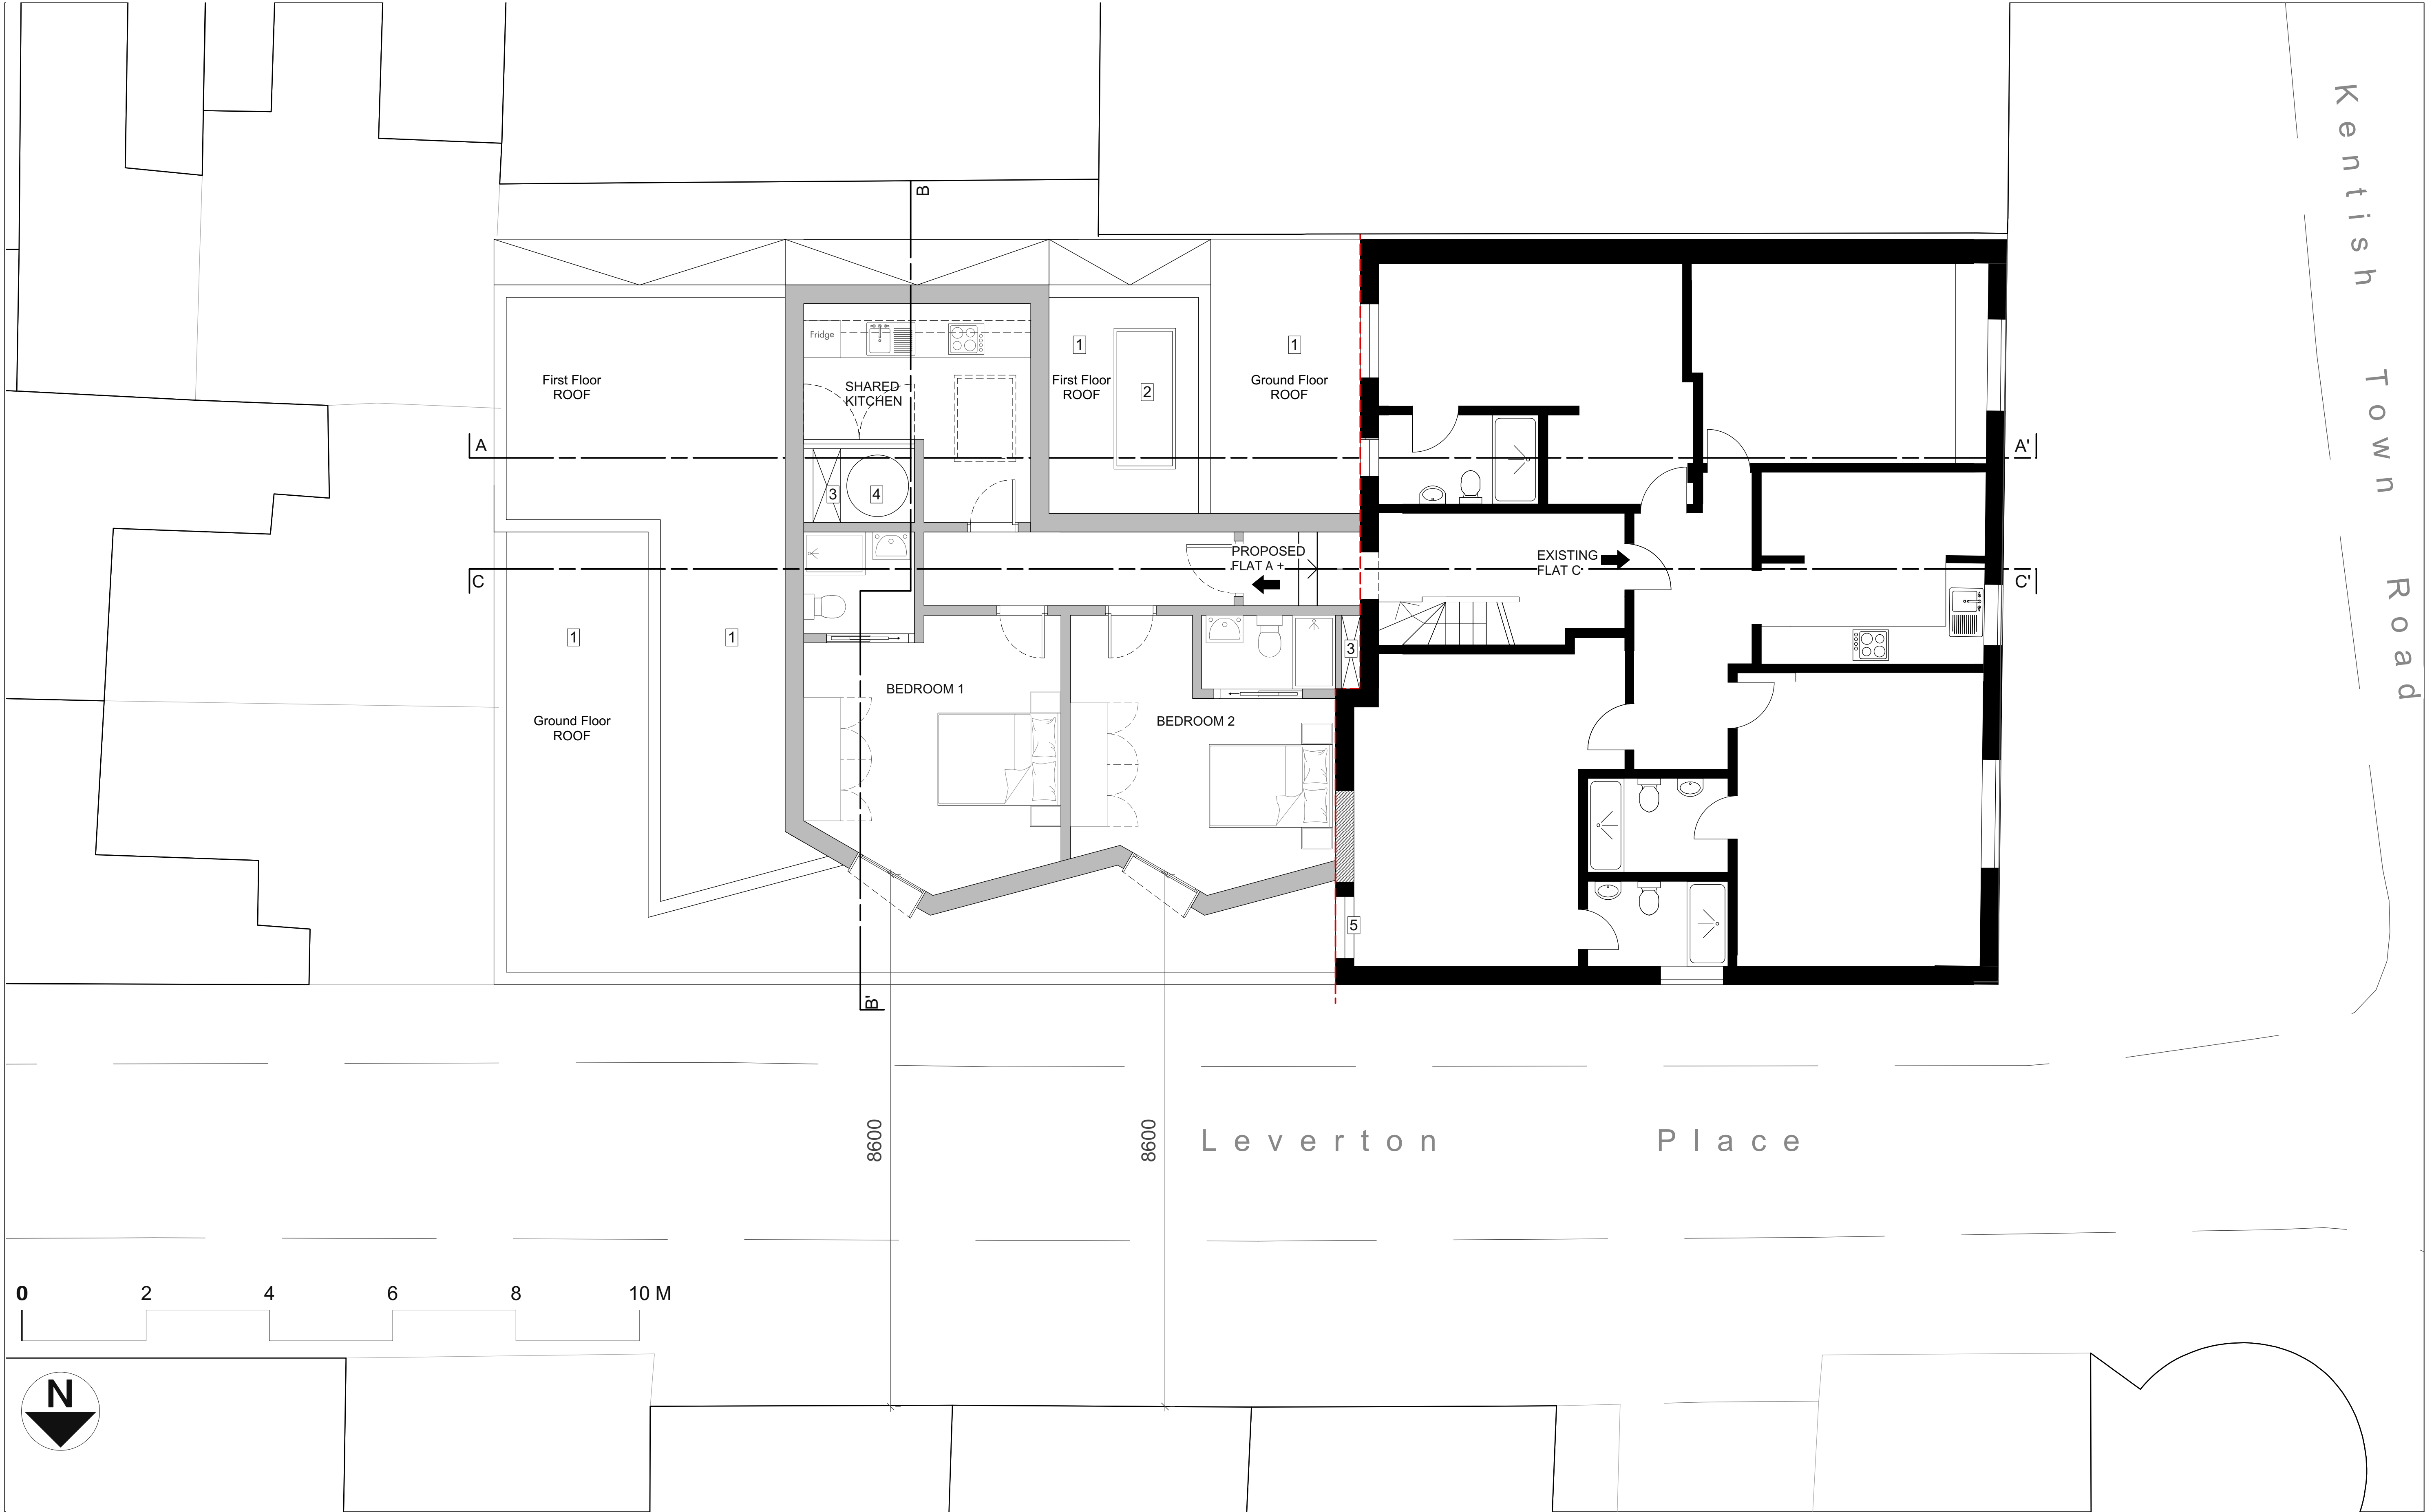 Kentish Town Road
B
Fridge
SHARED
KITCHEN
First Floor
ROOF
1
First Floor
ROOF
2
1
Ground Floor
ROOF
A
A'
3
4
PROPOSED
FLAT A +
EXISTING
FLAT C
C
C'
1
1
3
BEDROOM 1
BEDROOM 2
Ground Floor
ROOF
5
B'
8600
8600
Leverton Place
0 2 4 6 8 10 M
N